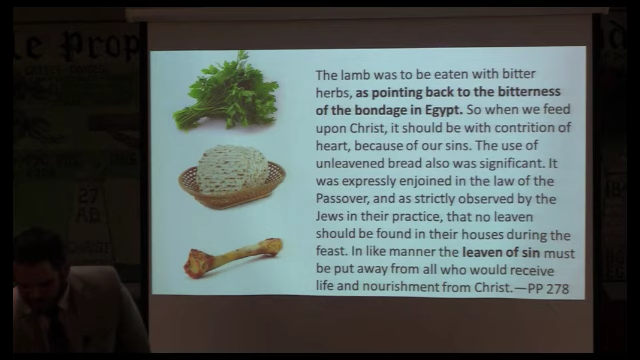 le Prop
27
AD
The lamb was to be eaten with bitter
herbs, as pointing back to the bitterness
of the bondage in Egypt. So when we feed
upon Christ, it should be with contrition of
heart, because of our sins. The use of
unleavened bread also was significant. It
was expressly enjoined in the law of the
Passover, and as strictly observed by the
Jews in their practice, that no leaven
should be found in their houses during the
feast. In like manner the leaven of sin must
be put away from all who would receive
life and nourishment from Christ.—PP 278